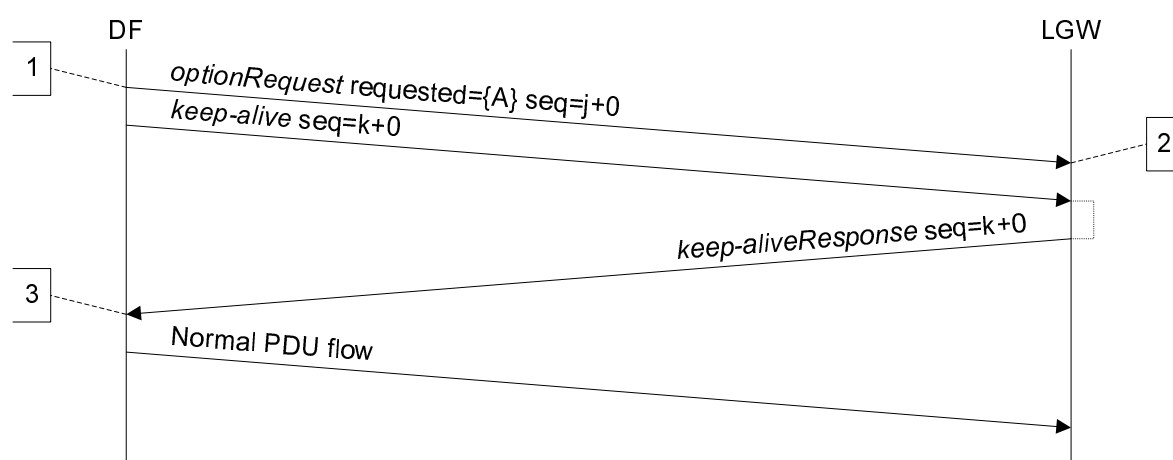 DF
LGW
1
optionRequest requested={A} seq=j+0
keep-alive seq=k+0
2
keep-aliveResponse seq=k+0
3
Normal PDU flow